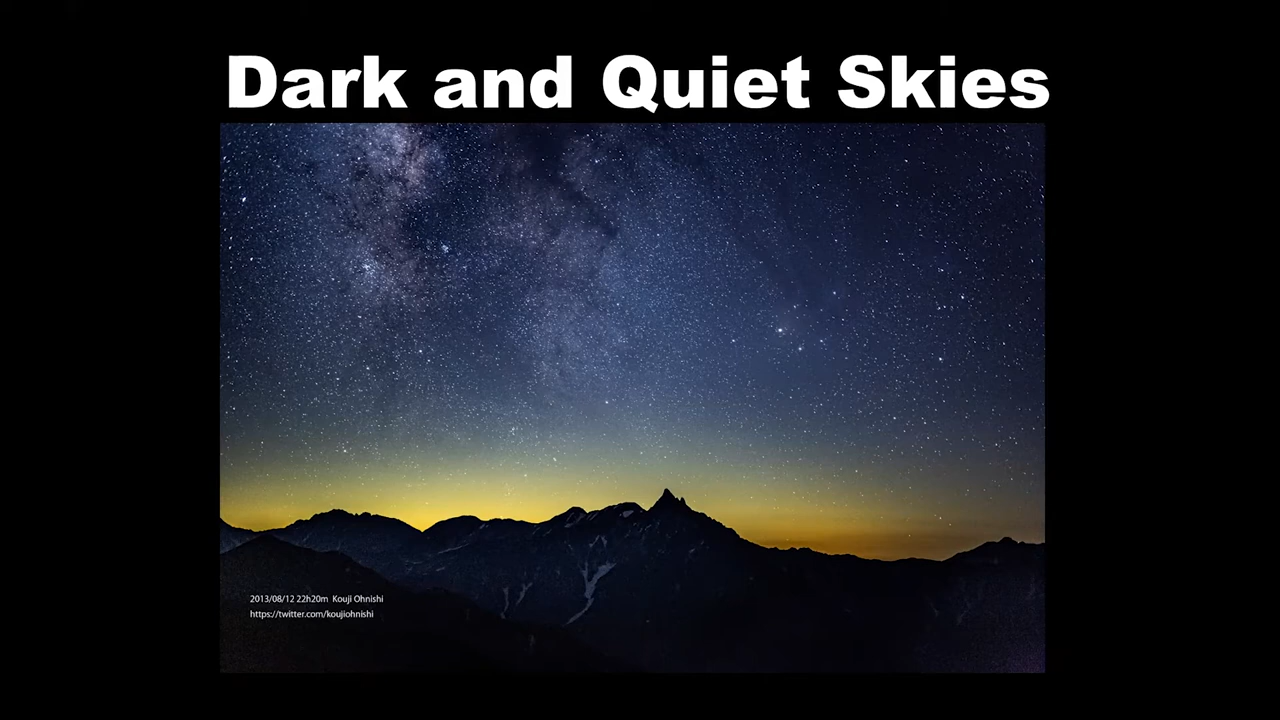 Dark and Quiet Skies
2013/08/12 22h20m Kouji Ohnishi
https://twitter.com/koujiohnishi